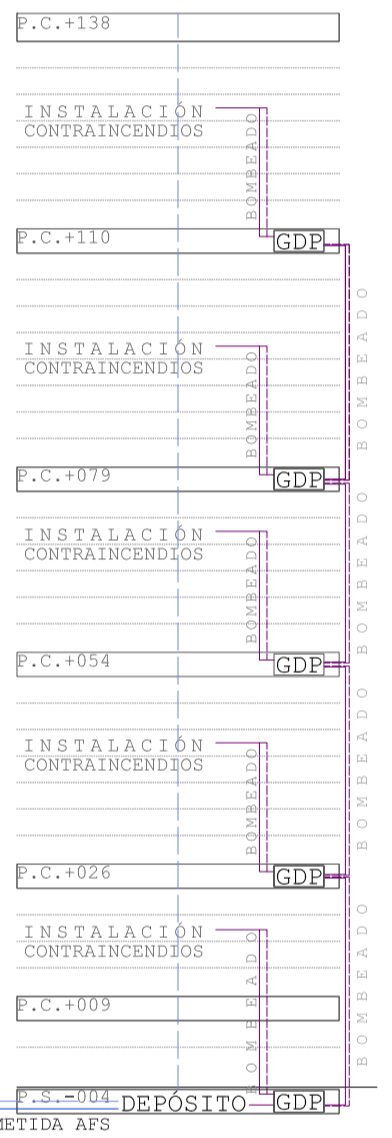 P.C.+138
INSTALACIÓN
CONTRAINCENDIOS
BOMBEADO
P.C.+110
GDP
BOMBEADO
INSTALACIÓN
CONTRAINCENDIOS
BOMBEADO
P.C.+079
GDP
BOMBEADO
INSTALACIÓN
CONTRAINCENDIOS
BOMBEADO
P.C.+054
GDP
BOMBEADO
INSTALACIÓN
CONTRAINCENDIOS
BOMBEADO
P.C.+026
GDP
BOMBEADO
INSTALACIÓN
CONTRAINCENDIOS
BOMBEADO
P.C.+009
P.S.-004 DEPÓSITO GDP
METIDA AFS